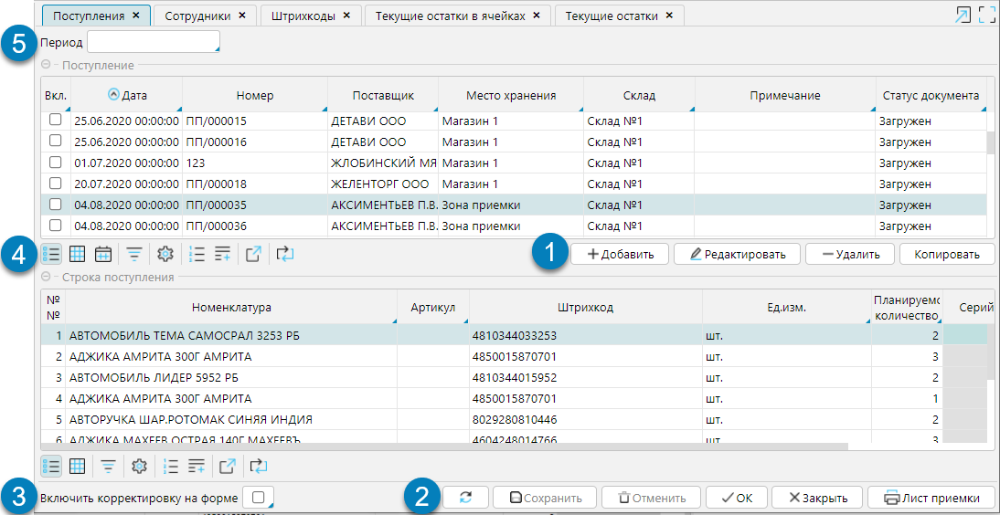 Поступления × Сотрудники × Штрихкоды × Текущие остатки в ячейках × Текущие остатки ×
5 Период
Поступление
Вкл. Дата Номер Поставщик Место хранения Склад Примечание Статус документа
25.06.2020 00:00:00 ПП/000015 ДЕТАВИ ООО Магазин 1 Склад №1 Загружен
25.06.2020 00:00:00 ПП/000016 ДЕТАВИ ООО Магазин 1 Склад №1 Загружен
01.07.2020 00:00:00 123 ЖЛОБИНСКИЙ МЯ Магазин 1 Склад №1 Загружен
20.07.2020 00:00:00 ПП/000018 ЖЕЛЕНТОРГ ООО Магазин 1 Склад №1 Загружен
04.08.2020 00:00:00 ПП/000035 АКСИМЕНТЬЕВ П.В. Зона приемки Склад №1 Загружен
04.08.2020 00:00:00 ПП/000036 АКСИМЕНТЬЕВ П.В. Зона приемки Склад №1 Загружен
4 1 Добавить Редактировать Удалить Копировать
Строка поступления
№ Номенклатура Артикул Штрихкод Ед.изм. Планируемо Серий
№ количество
1 АВТОМОБИЛЬ ТЕМА САМОСРАЛ 3253 РБ 4810344033253 шт. 2
2 АДЖИКА АМРИТА 300Г АМРИТА 4850015870701 шт. 3
3 АВТОМОБИЛЬ ЛИДЕР 5952 РБ 4810344015952 шт. 2
4 АДЖИКА АМРИТА 300Г АМРИТА 4850015870701 шт. 1
5 АВТОРУЧКА ШАР.РОТОМАК СИНЯЯ ИНДИЯ 8029280810446 шт. 2
6 АДЖИКА МАХЕЕВ ОСТРАЯ 140Г МАХЕЕВЪ 4604248014766 шт. 3
3 Включить корректировку на форме 2 Сохранить Отменить ОК Закрыть Лист приемки